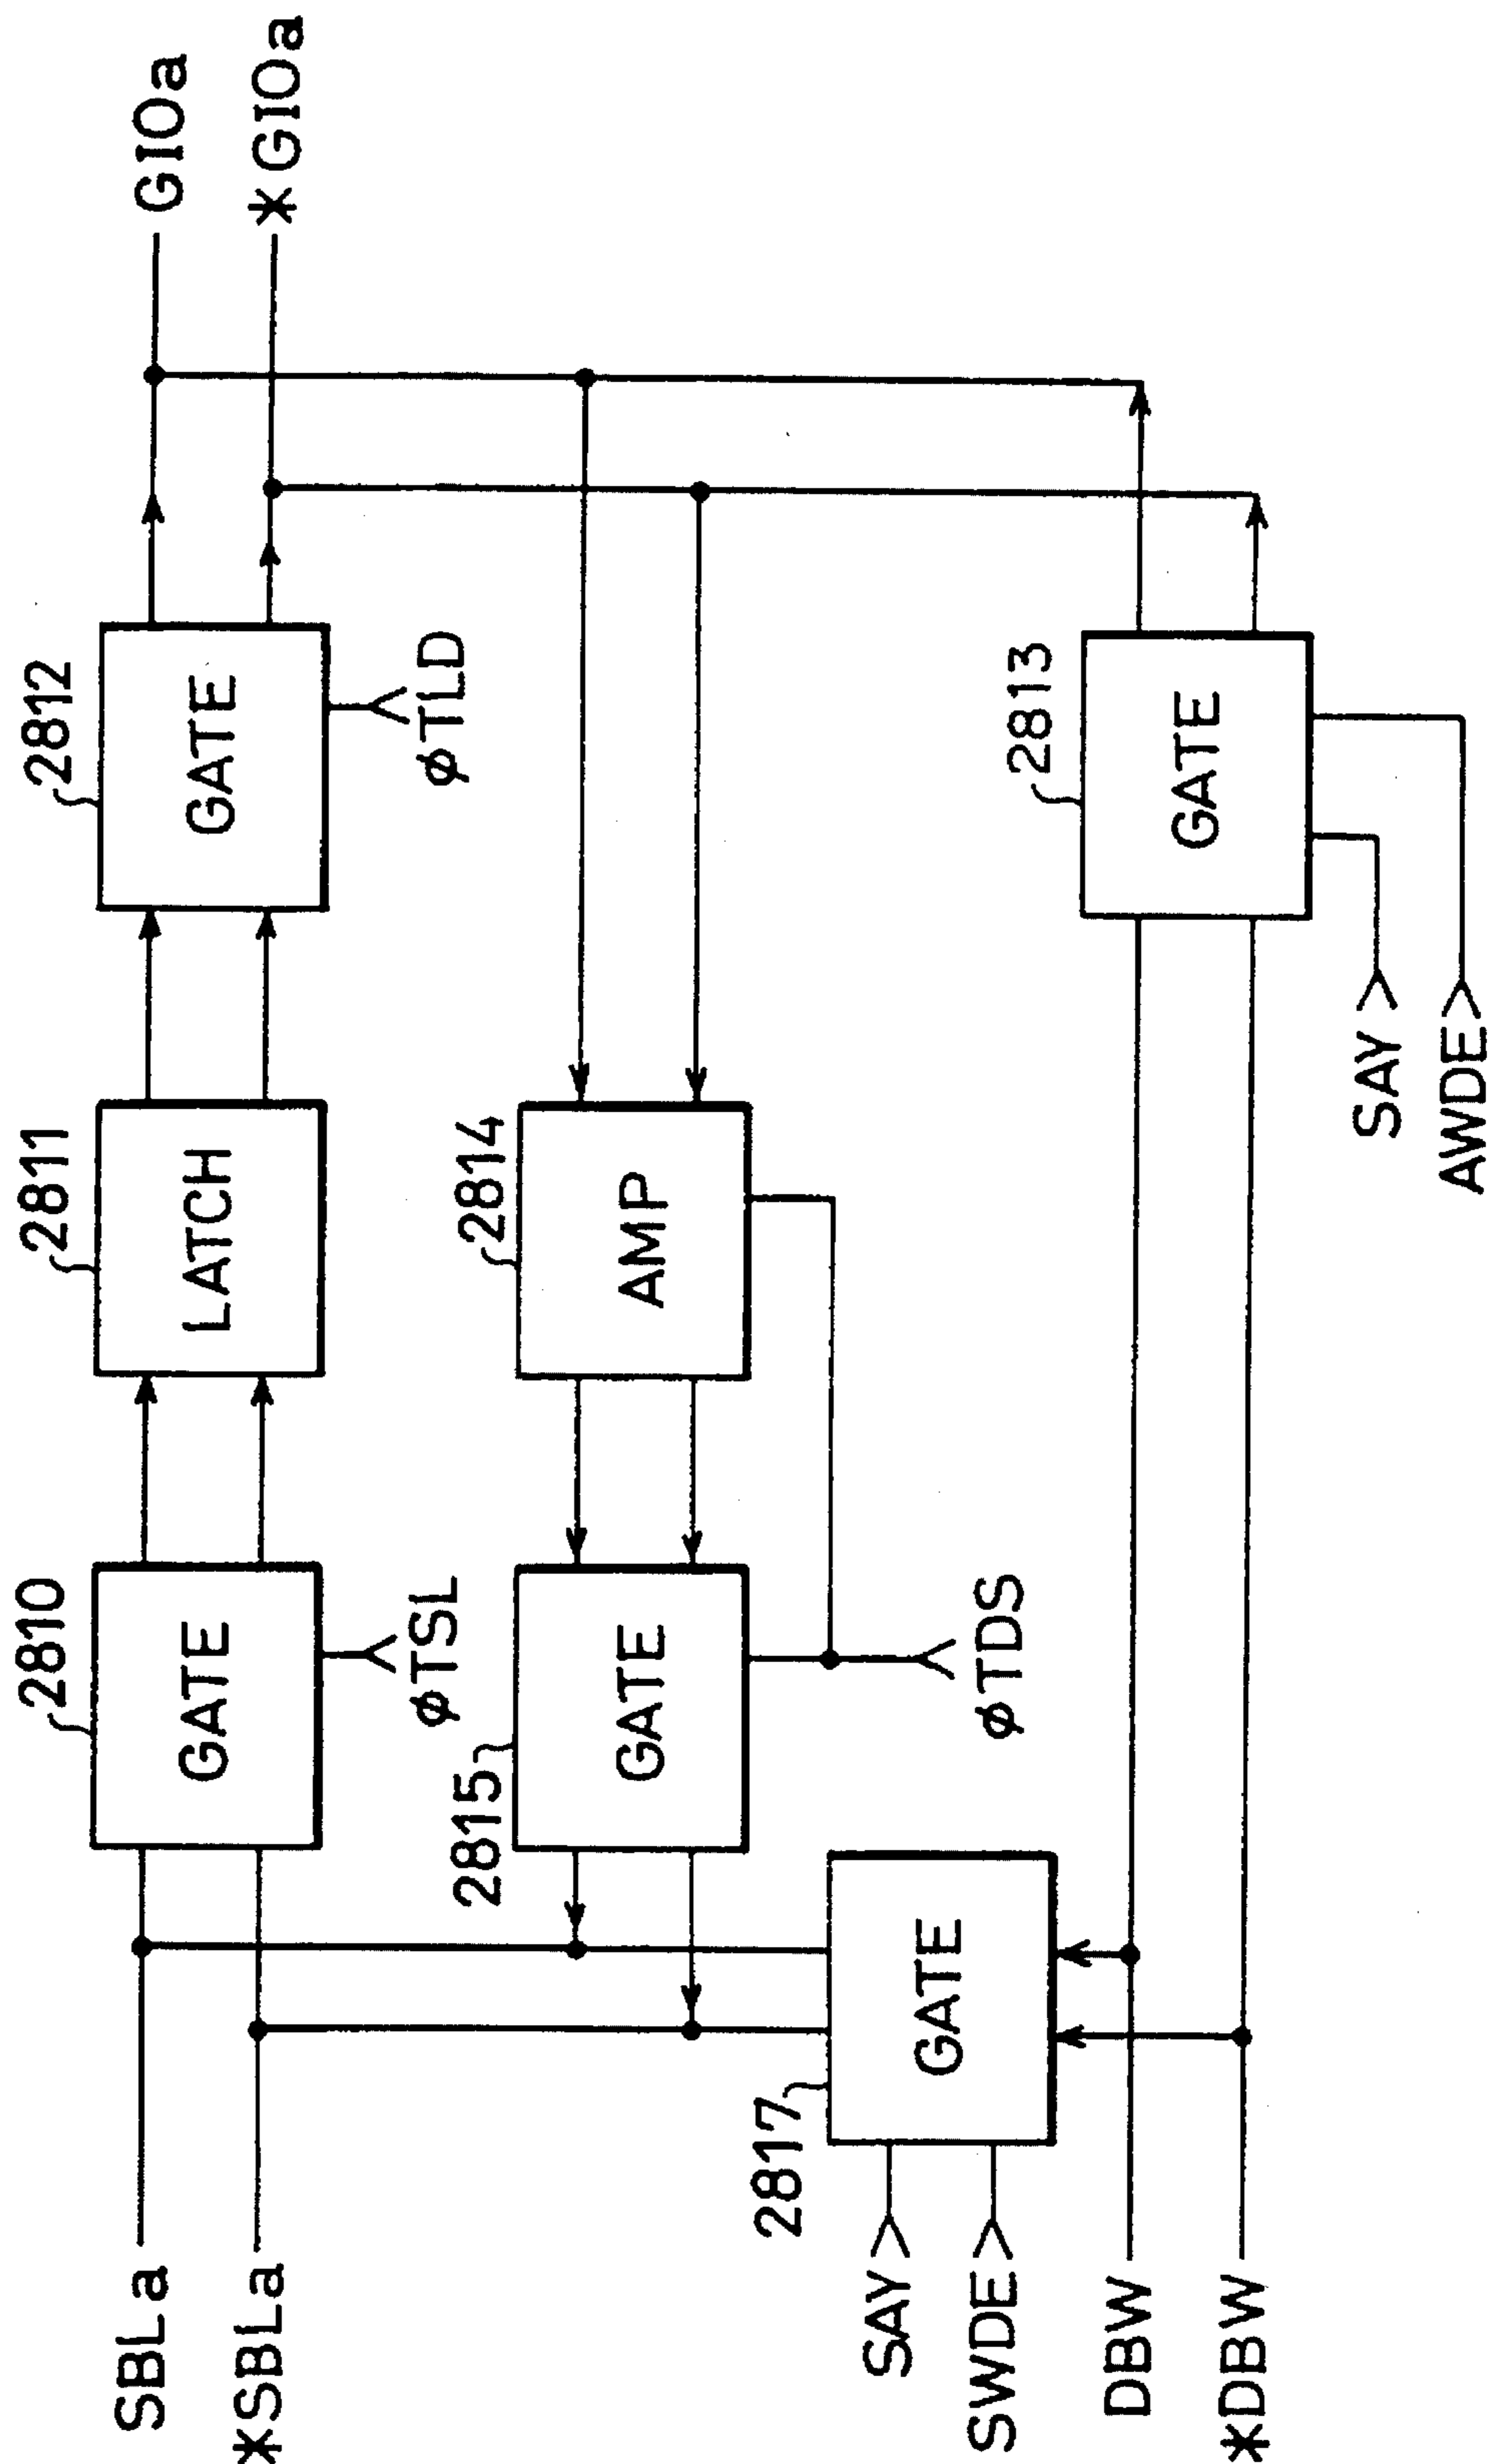 SBLa
*SBLa
2810
GATE
φTSL
2811
LATCH
2812
GATE
φTLD
GIOa
*GIOa
2815
GATE
φTDS
2814
AMP
2817
GATE
SAY
SWDE
DBW
*DBW
2813
GATE
SAY
AWDE